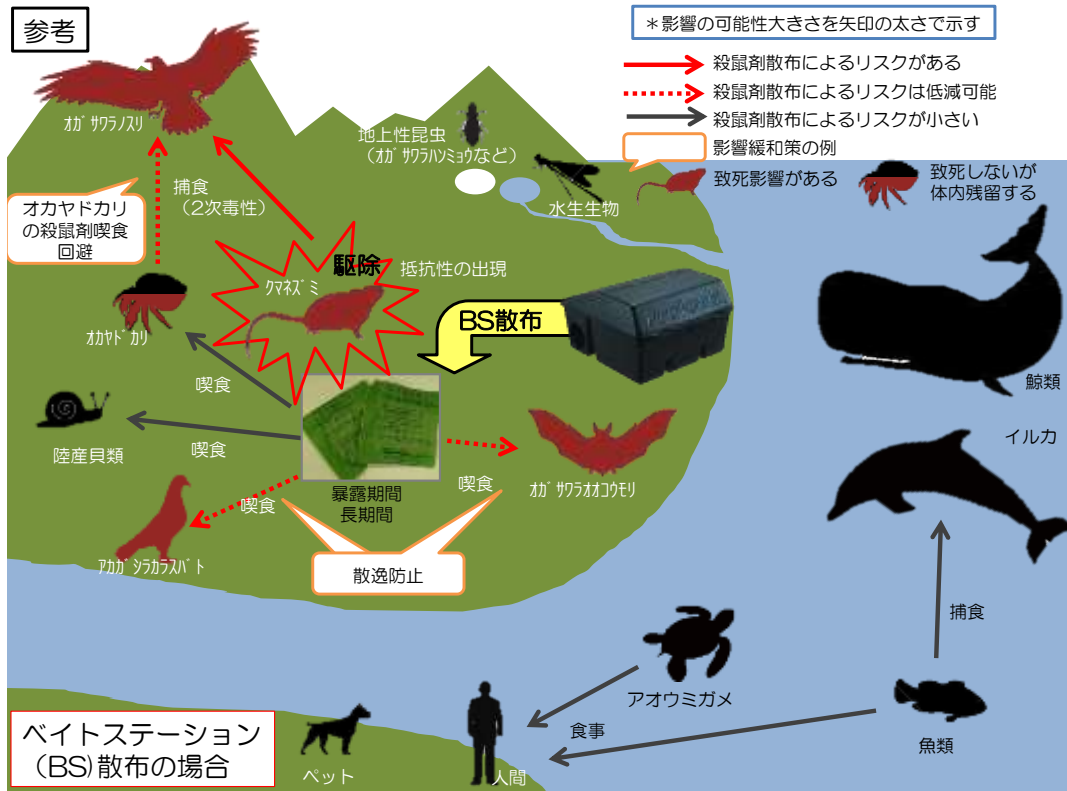 参考
＊影響の可能性大きさを矢印の太さで示す
殺鼠剤散布によるリスクがある
殺鼠剤散布によるリスクは低減可能
殺鼠剤散布によるリスクが小さい
影響緩和策の例
致死影響がある
致死しないが
体内残留する
ｵｶﾞｻﾜﾗﾉｽﾘ
地上性昆虫
（ｵｶﾞｻﾜﾗﾊﾝﾐｮｳなど）
水生生物
捕食
（2次毒性）
オカヤドカリ
の殺鼠剤喫食
回避
駆除
抵抗性の出現
ｸﾏﾈｽﾞﾐ
BS散布
ｵｶﾔﾄﾞｶﾘ
喫食
鯨類
陸産貝類
喫食
イルカ
喫食
暴露期間
長期間
喫食
ｵｶﾞｻﾜﾗｵｵｺｳﾓﾘ
ｱｶｶﾞｼﾗｶﾗｽﾊﾞﾄ
散逸防止
捕食
アオウミガメ
食事
魚類
ベイトステーション
（BS)散布の場合
ペット
人間